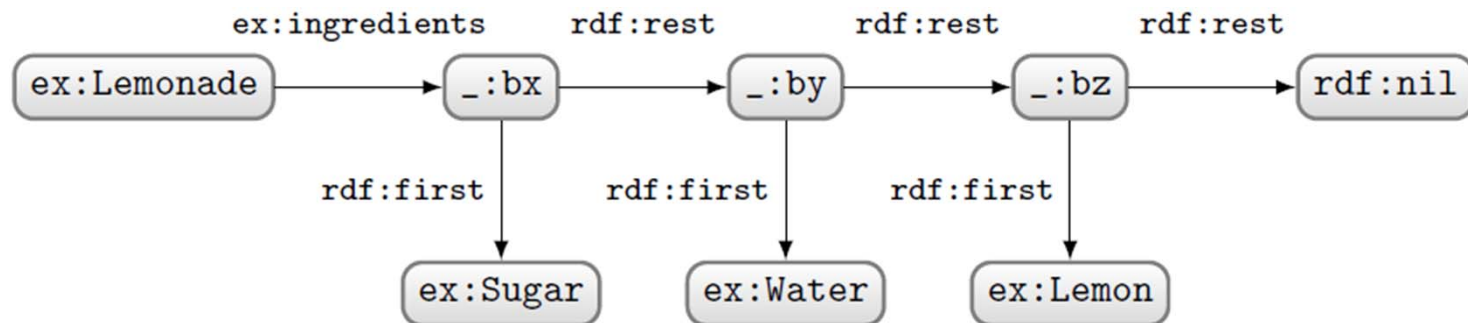 ex:ingredients rdf:rest rdf:rest rdf:rest
ex:Lemonade _:bx _:by _:bz rdf:nil
rdf:first rdf:first rdf:first
ex:Sugar ex:Water ex:Lemon